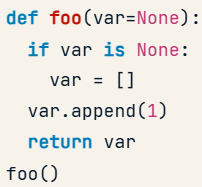 def foo(var=None):
  if var is None:
    var = []
  var.append(1)
  return var
foo()